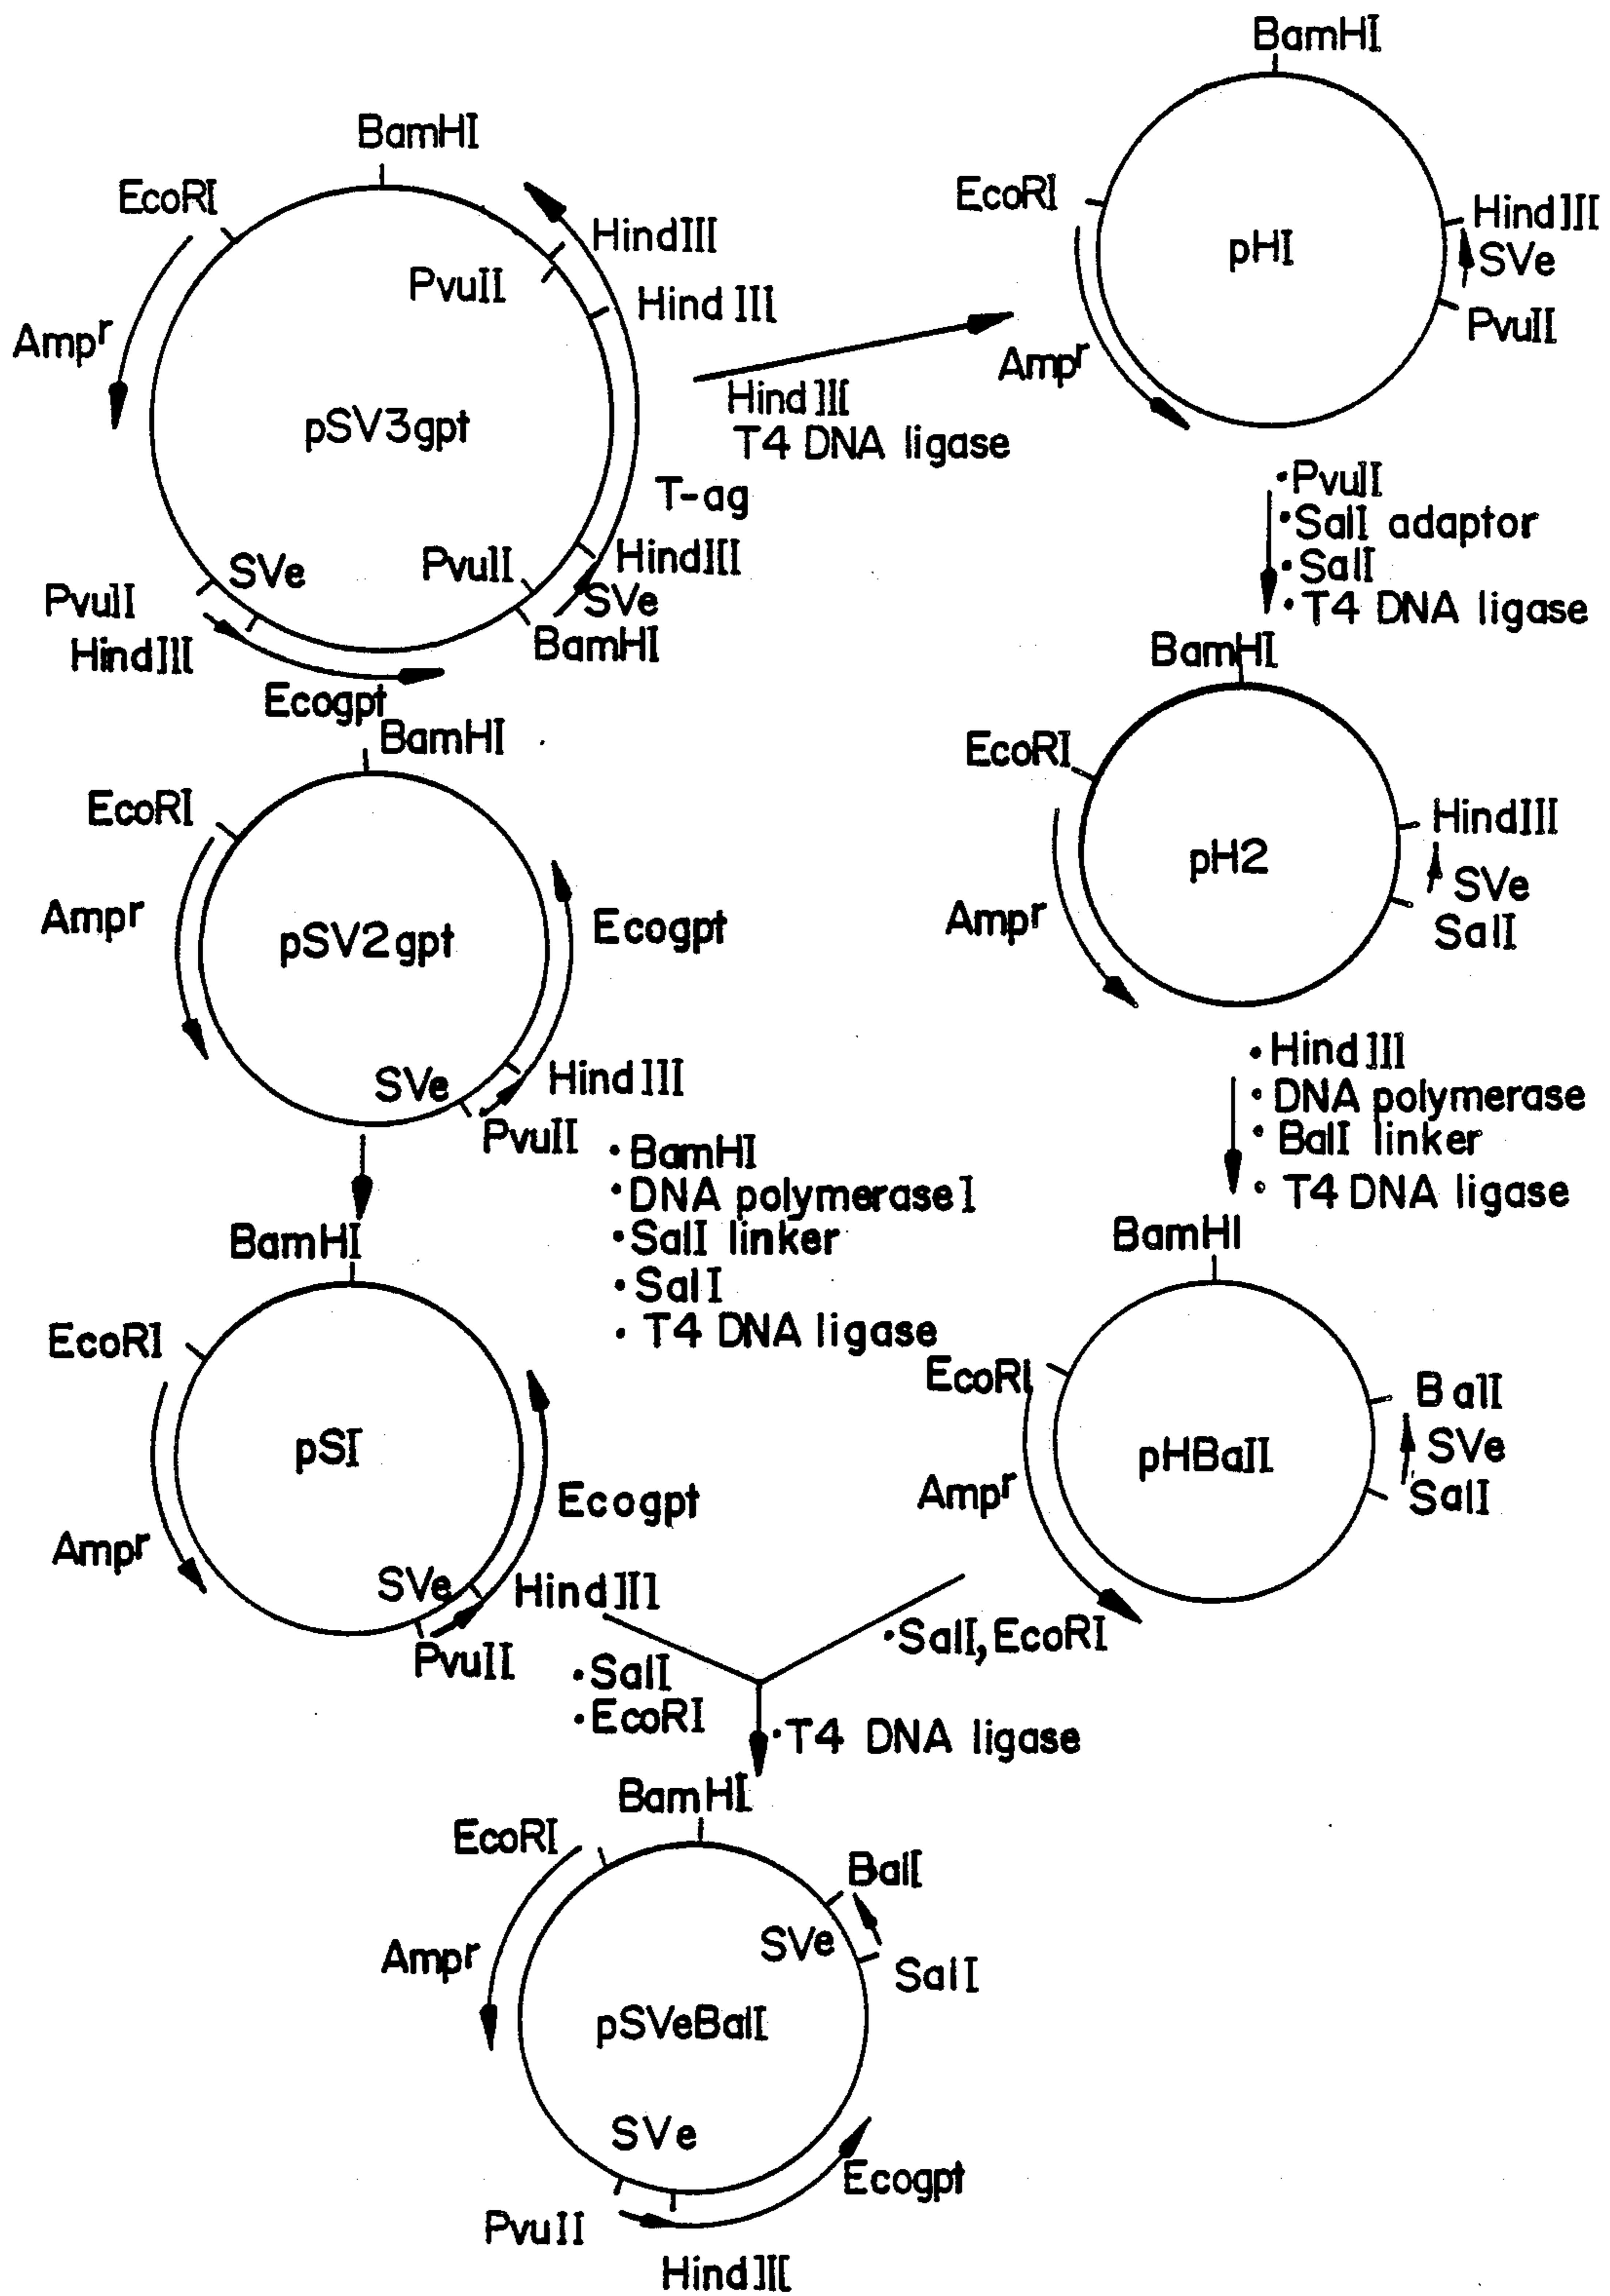 BamHI
EcoRI
HindIII
PvuII
Hind III
Ampr
pSV3gpt
T-ag
HindIII
PvuII
SVe
BamHI
SVe
PvuII
HindIII
Ecogpt
HindIII
T4 DNA ligase
BamHI
EcoRI
HindIII
SVe
PvuII
pHI
Ampr
·PvuII
·SalI adaptor
·SalI
·T4 DNA ligase
BamHI
EcoRI
HindIII
SVe
SalI
pH2
Ampr
BamHI
EcoRI
Ampr
pSV2gpt
Ecogpt
SVe
HindIII
PvuII
·BamHI
·DNA polymerase I
·SalI linker
·SalI
·T4 DNA ligase
·HindIII
·DNA polymerase
·BalI linker
·T4 DNA ligase
BamHI
EcoRI
pSI
Ecogpt
Ampr
SVe
HindIII
PvuII
BamHI
EcoRI
BalI
SVe
SalI
pHBalI
Ampr
·SalI
·EcoRI
·SalI, EcoRI
·T4 DNA ligase
BamHI
EcoRI
BalI
SVe
SalI
Ampr
pSVeBalI
SVe
Ecogpt
PvuII
HindIII